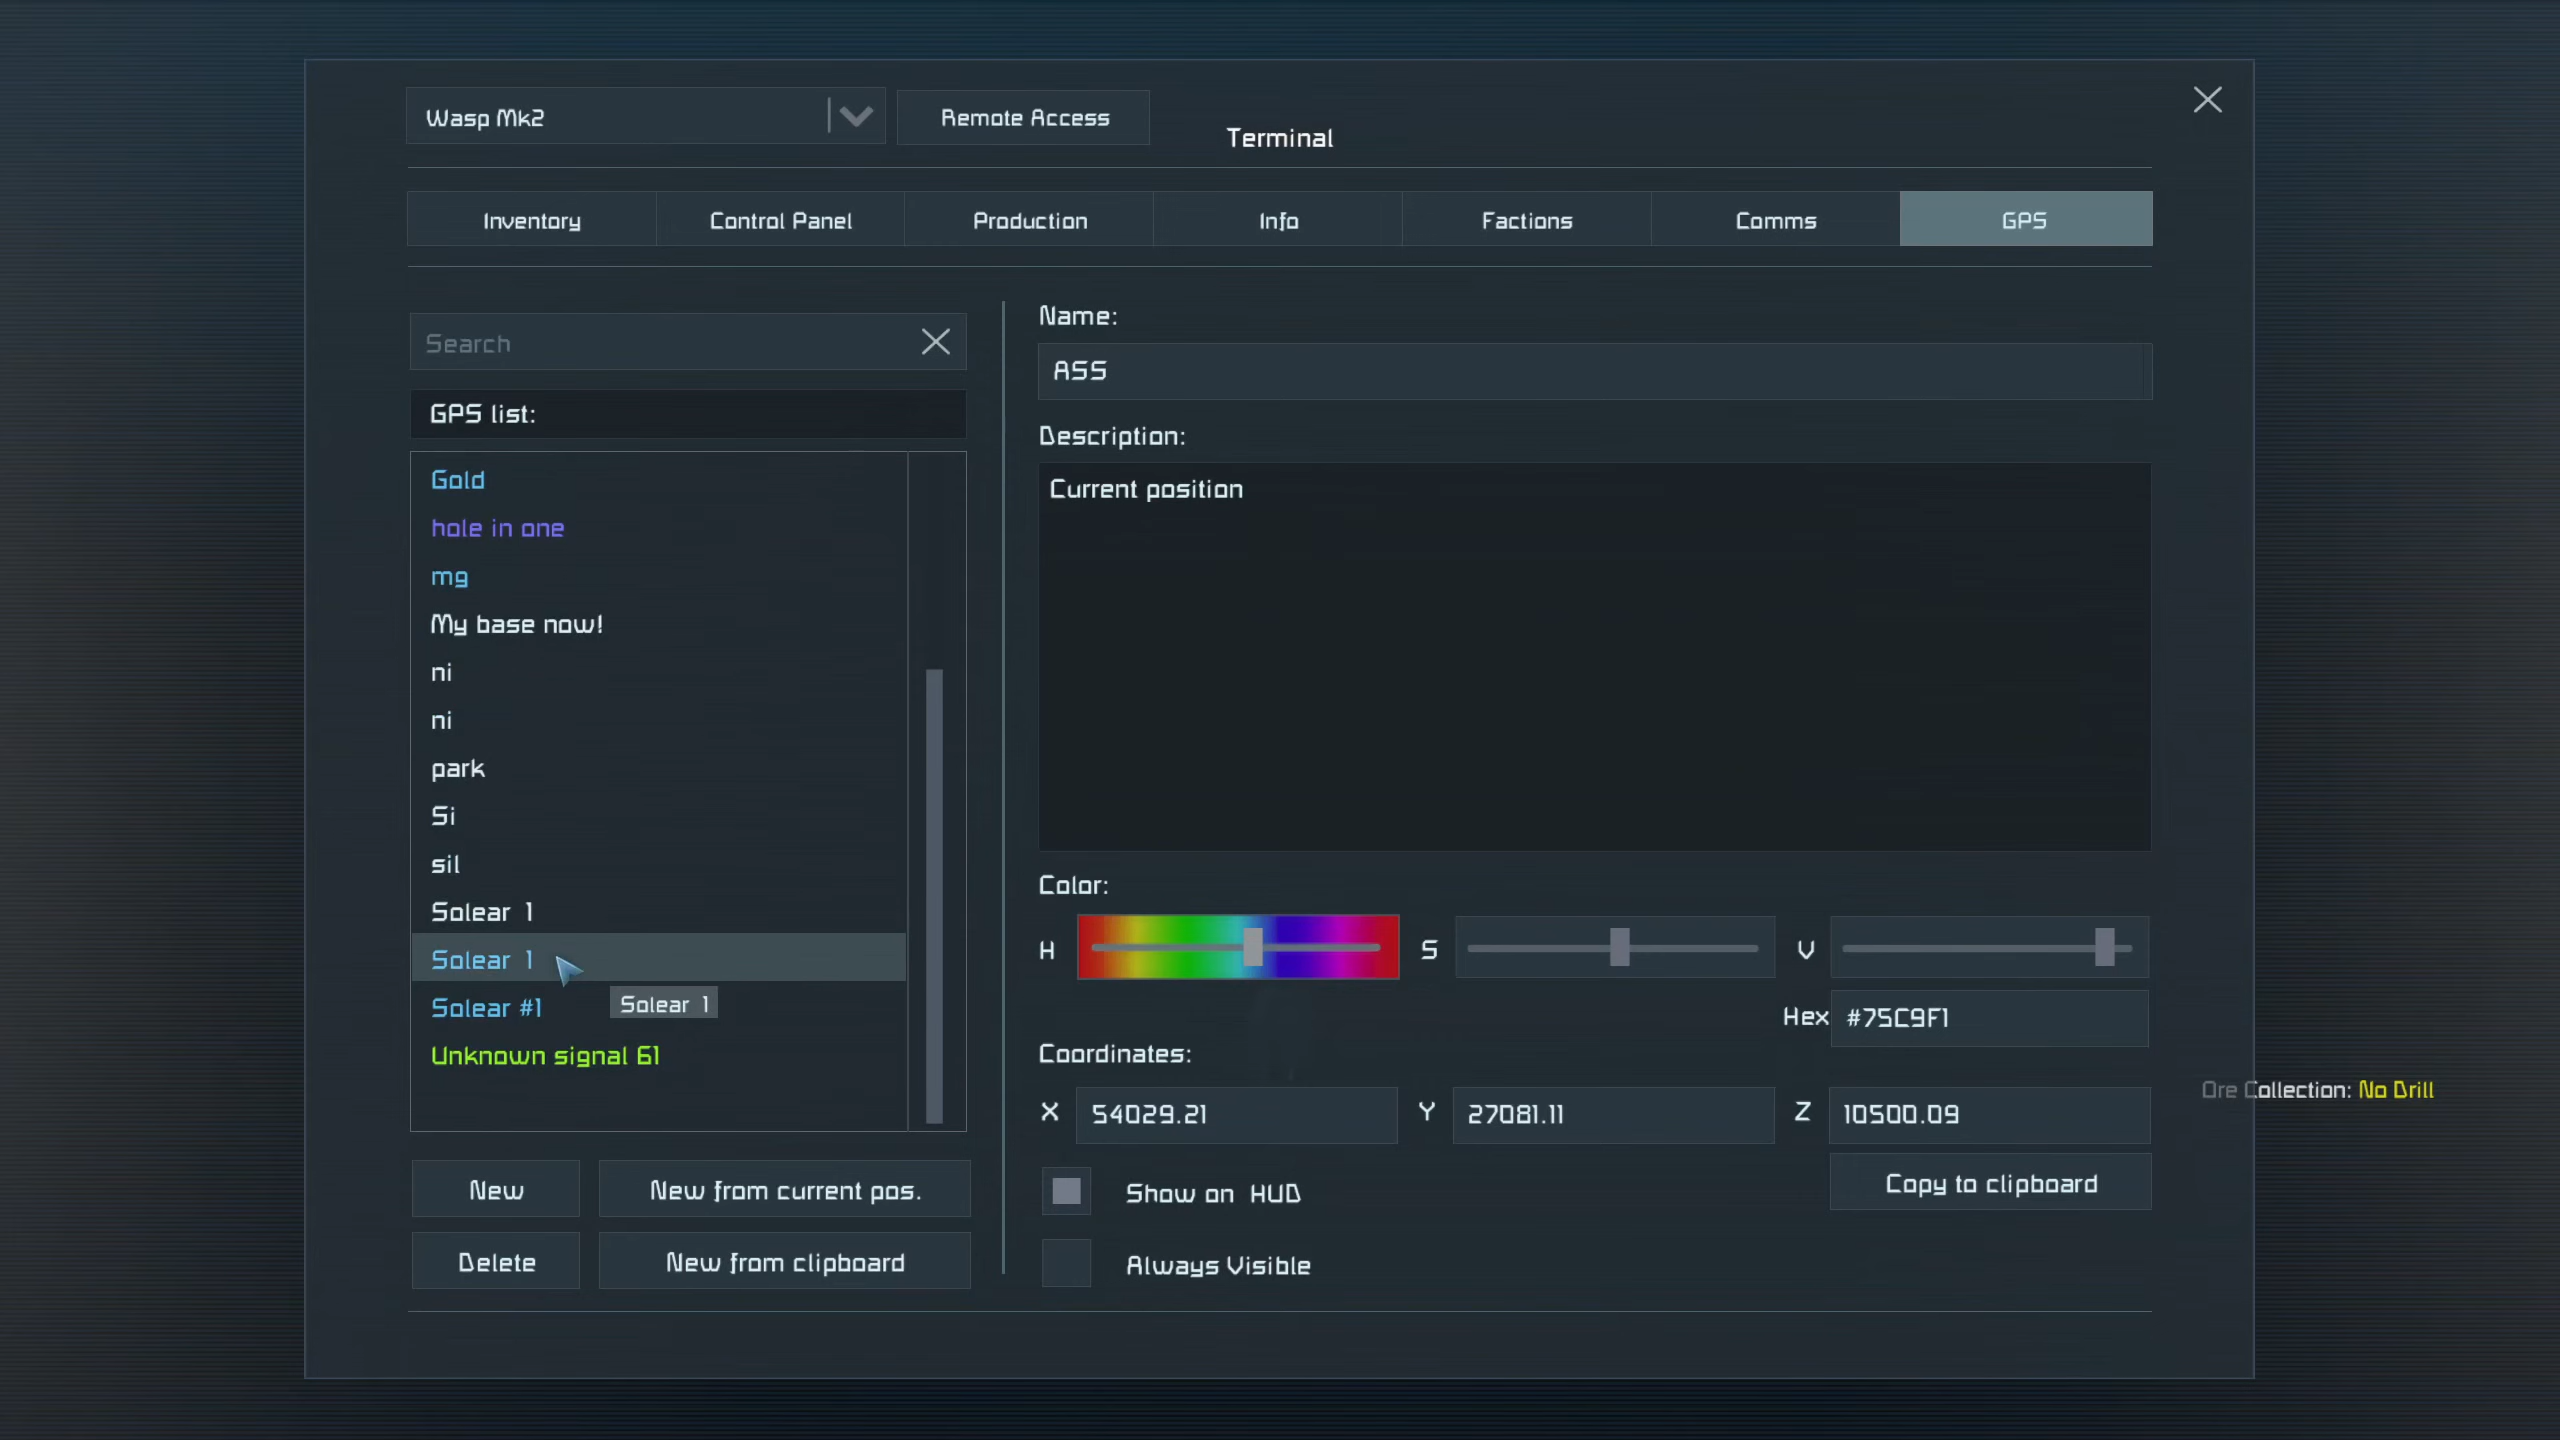 Wasp Mk2
Remote Access
Terminal
Inventory
Control Panel
Production
Info
Factions
Comms
GPS
Search
GPS list:
Gold
hole in one
mg
My base now!
ni
ni
park
Si
sil
Solear 1
Solear 1
Solear 1
Solear #1
Unknown signal 61
New
New from current pos.
Delete
New from clipboard
Name:
ASS
Description:
Current position
Color:
H
S
V
Hex
#75C9F1
Coordinates:
X
54029.21
Y
27081.11
Z
10500.09
Copy to clipboard
Show on HUD
Always Visible
Ore Collection: No Drill